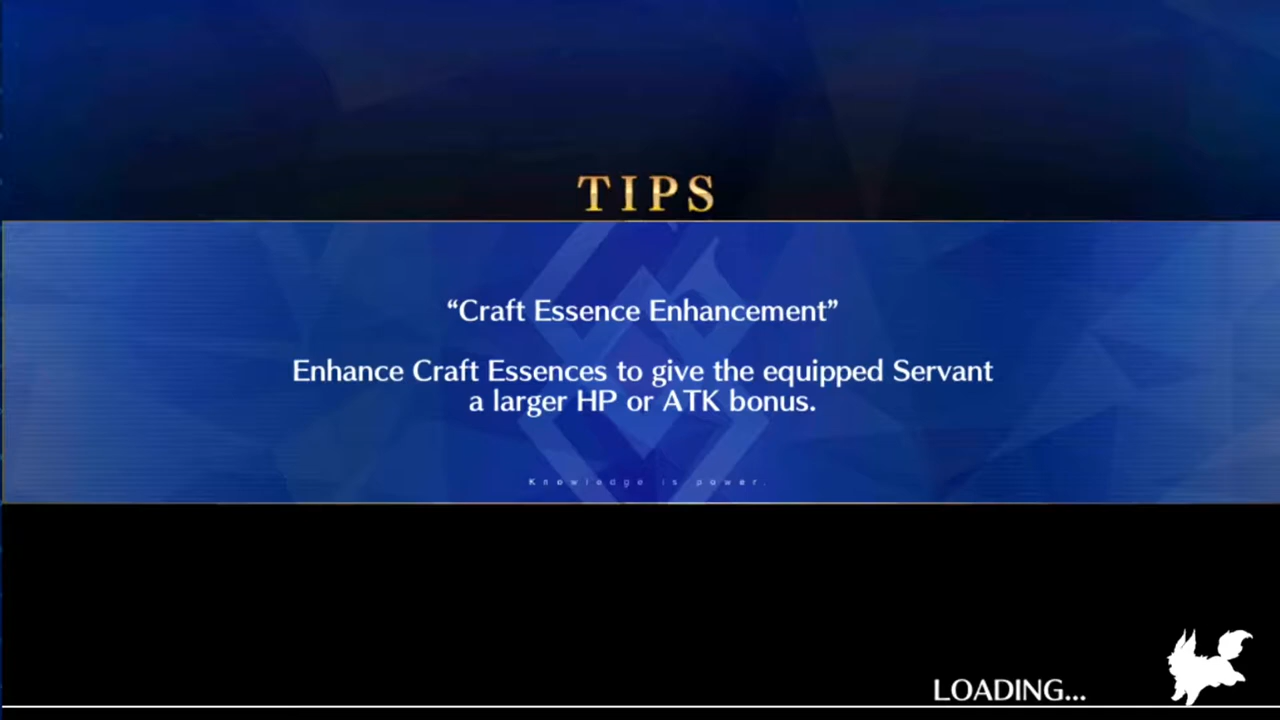 TIPS
“Craft Essence Enhancement”
Enhance Craft Essences to give the equipped Servant
a larger HP or ATK bonus.
Knowledge is power.
LOADING...